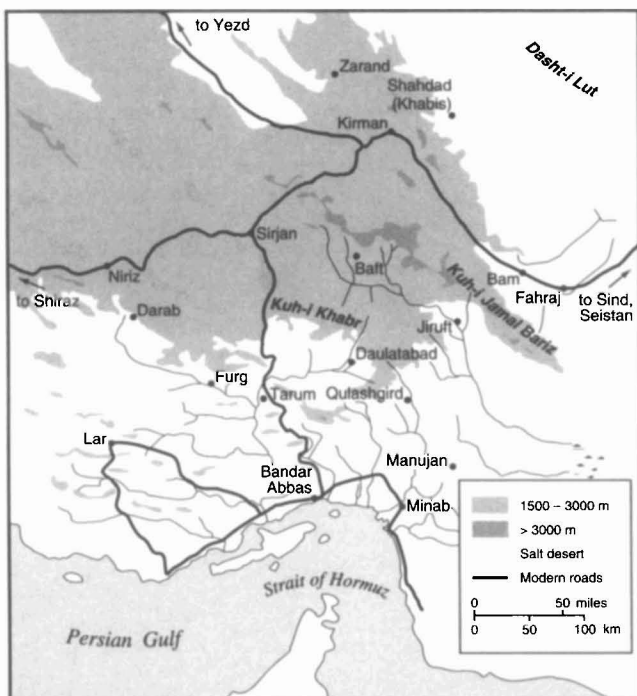 to Yezd
Zarand
Dasht-i Lut
Shahdad
(Khabis)
Kirman
Sirjan
Baft
Niriz
to Shiraz
Bam
Fahraj
to Sind,
Seistan
Kuh-i Jamal Bariz
Kuh-i Khabr
Darab
Jiruft
Daulatabad
Furg
Tarum
Qulashgird
Lar
Manujan
Bandar
Abbas
Minab
Strait of Hormuz
Persian Gulf
1500 – 3000 m
> 3000 m
Salt desert
Modern roads
0 50 miles
0 50 100 km